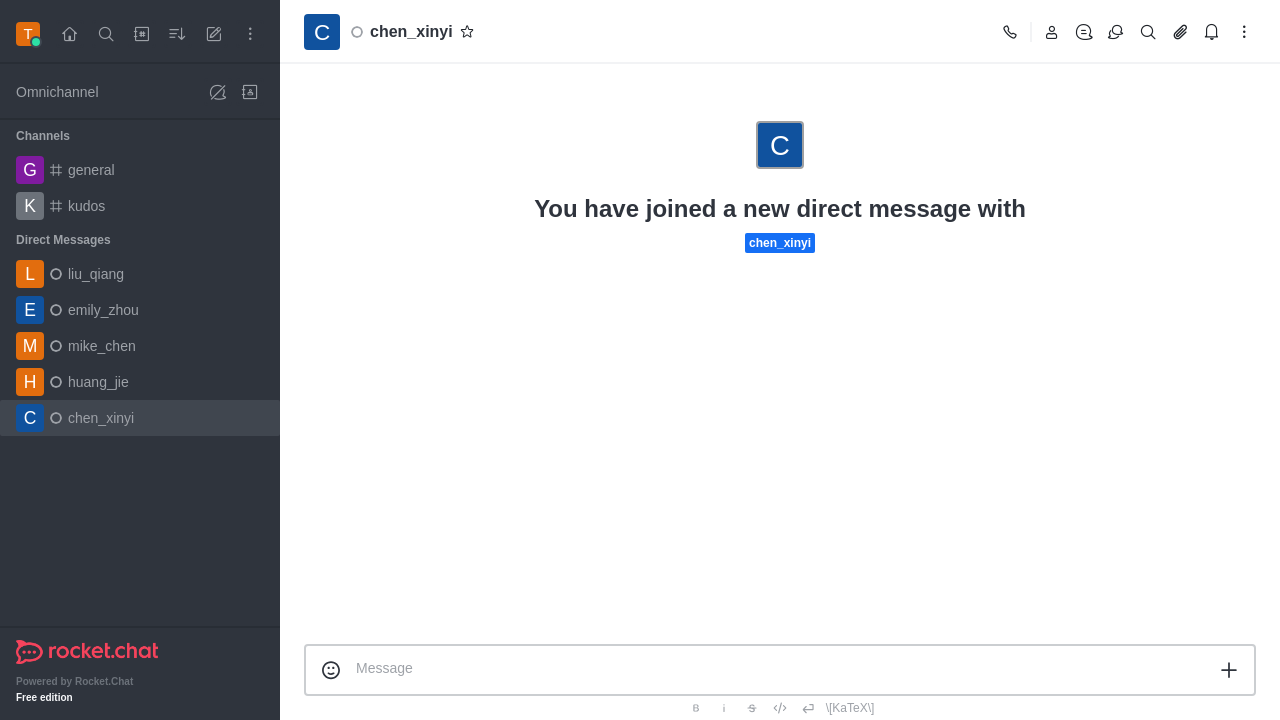 T
Omnichannel
Channels
G general
K kudos
Direct Messages
L liu_qiang
E emily_zhou
M mike_chen
H huang_jie
C chen_xinyi
rocket.chat
Powered by Rocket.Chat
Free edition
C chen_xinyi
C
You have joined a new direct message with
chen_xinyi
Message
B i S \[KaTeX\]